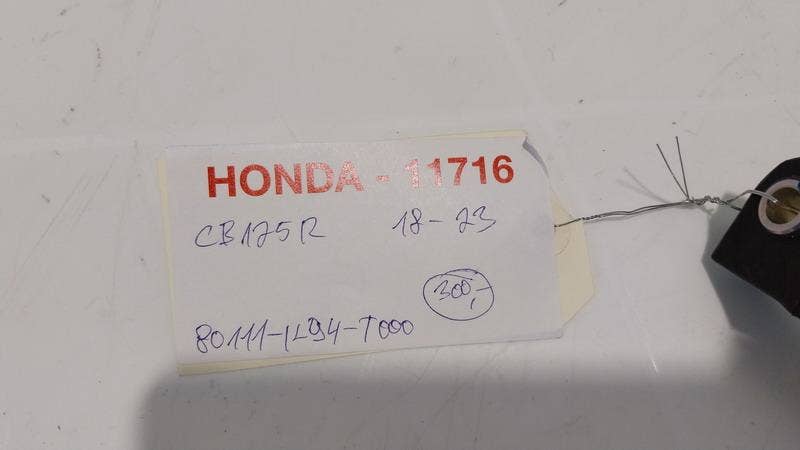 HONDA - 11716
CB125R 18-23
300,-
80111-K94-T000